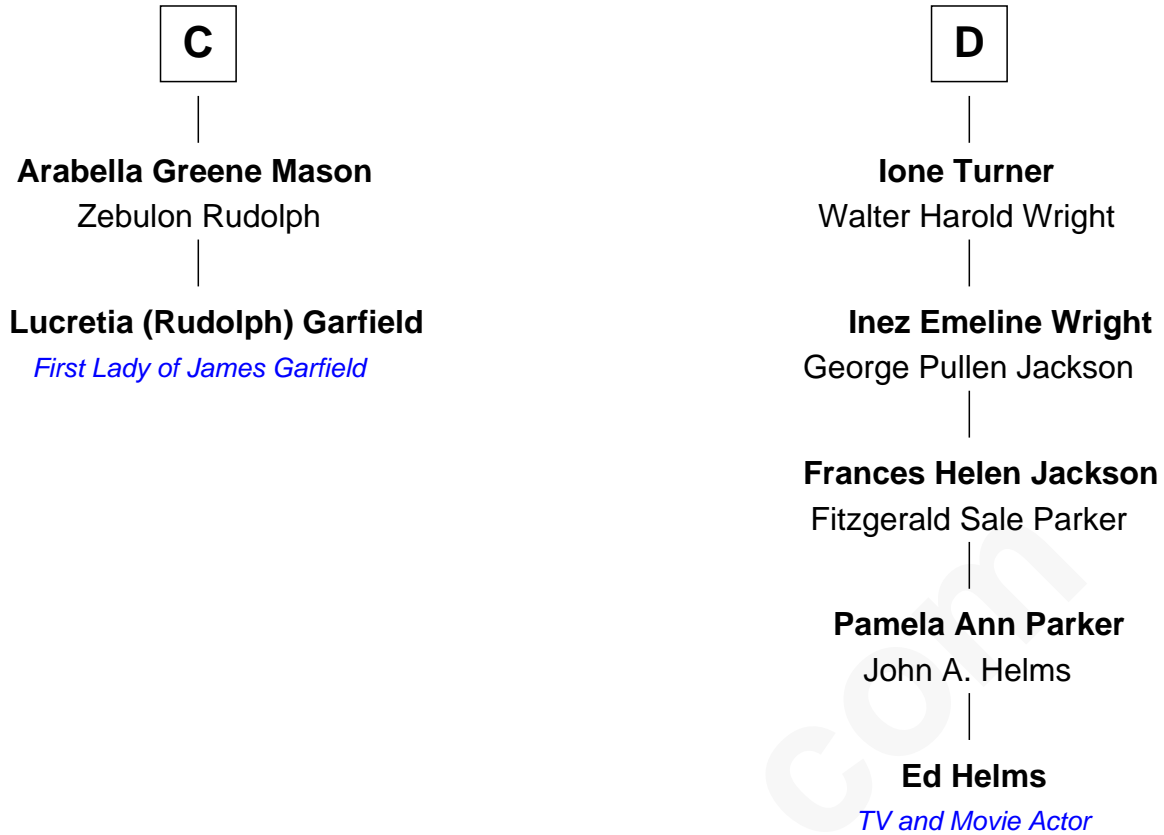 C
Arabella Greene Mason
Zebulon Rudolph
Lucretia (Rudolph) Garfield
First Lady of James Garfield
D
Ione Turner
Walter Harold Wright
Inez Emeline Wright
George Pullen Jackson
Frances Helen Jackson
Fitzgerald Sale Parker
Pamela Ann Parker
John A. Helms
Ed Helms
TV and Movie Actor
com